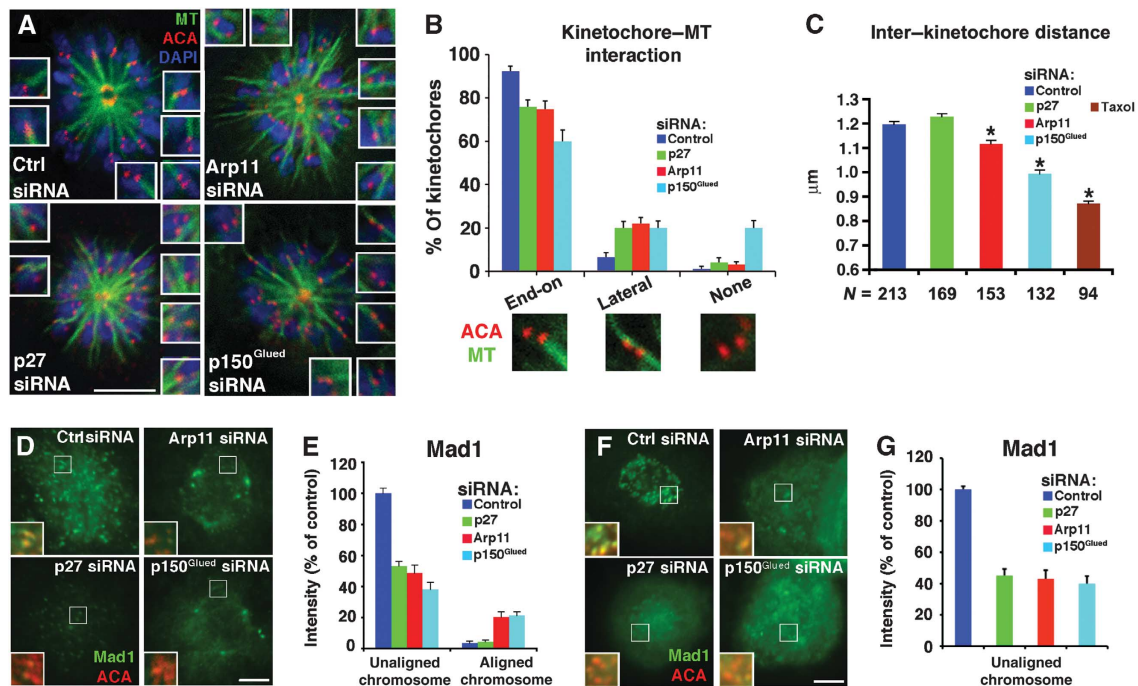 A
MT
ACA
DAPI
Ctrl
siRNA
Arp11
siRNA
p27
siRNA
p150Glued
siRNA
B
Kinetochore–MT
interaction
% Of kinetochores
100
80
60
40
20
0
siRNA:
Control
p27
Arp11
p150Glued
End-on
Lateral
None
ACA
MT
C
Inter–kinetochore distance
siRNA:
Control
p27
Arp11
p150Glued
Taxol
μm
1.3
1.2
1.1
1.0
0.9
0.8
0.6
*
*
*
N = 213 169 153 132 94
D
CtrlsiRNA
Arp11 siRNA
p27 siRNA
p150Glued siRNA
Mad1
ACA
E
Mad1
Intensity (% of control)
120
100
80
60
40
20
0
siRNA:
Control
p27
Arp11
p150Glued
Unaligned
chromosome
Aligned
chromosome
F
Ctrl siRNA
Arp11 siRNA
p27 siRNA
p150Glued siRNA
Mad1
ACA
G
Mad1
Intensity (% of control)
120
100
80
60
40
20
0
siRNA:
Control
p27
Arp11
p150Glued
Unaligned
chromosome